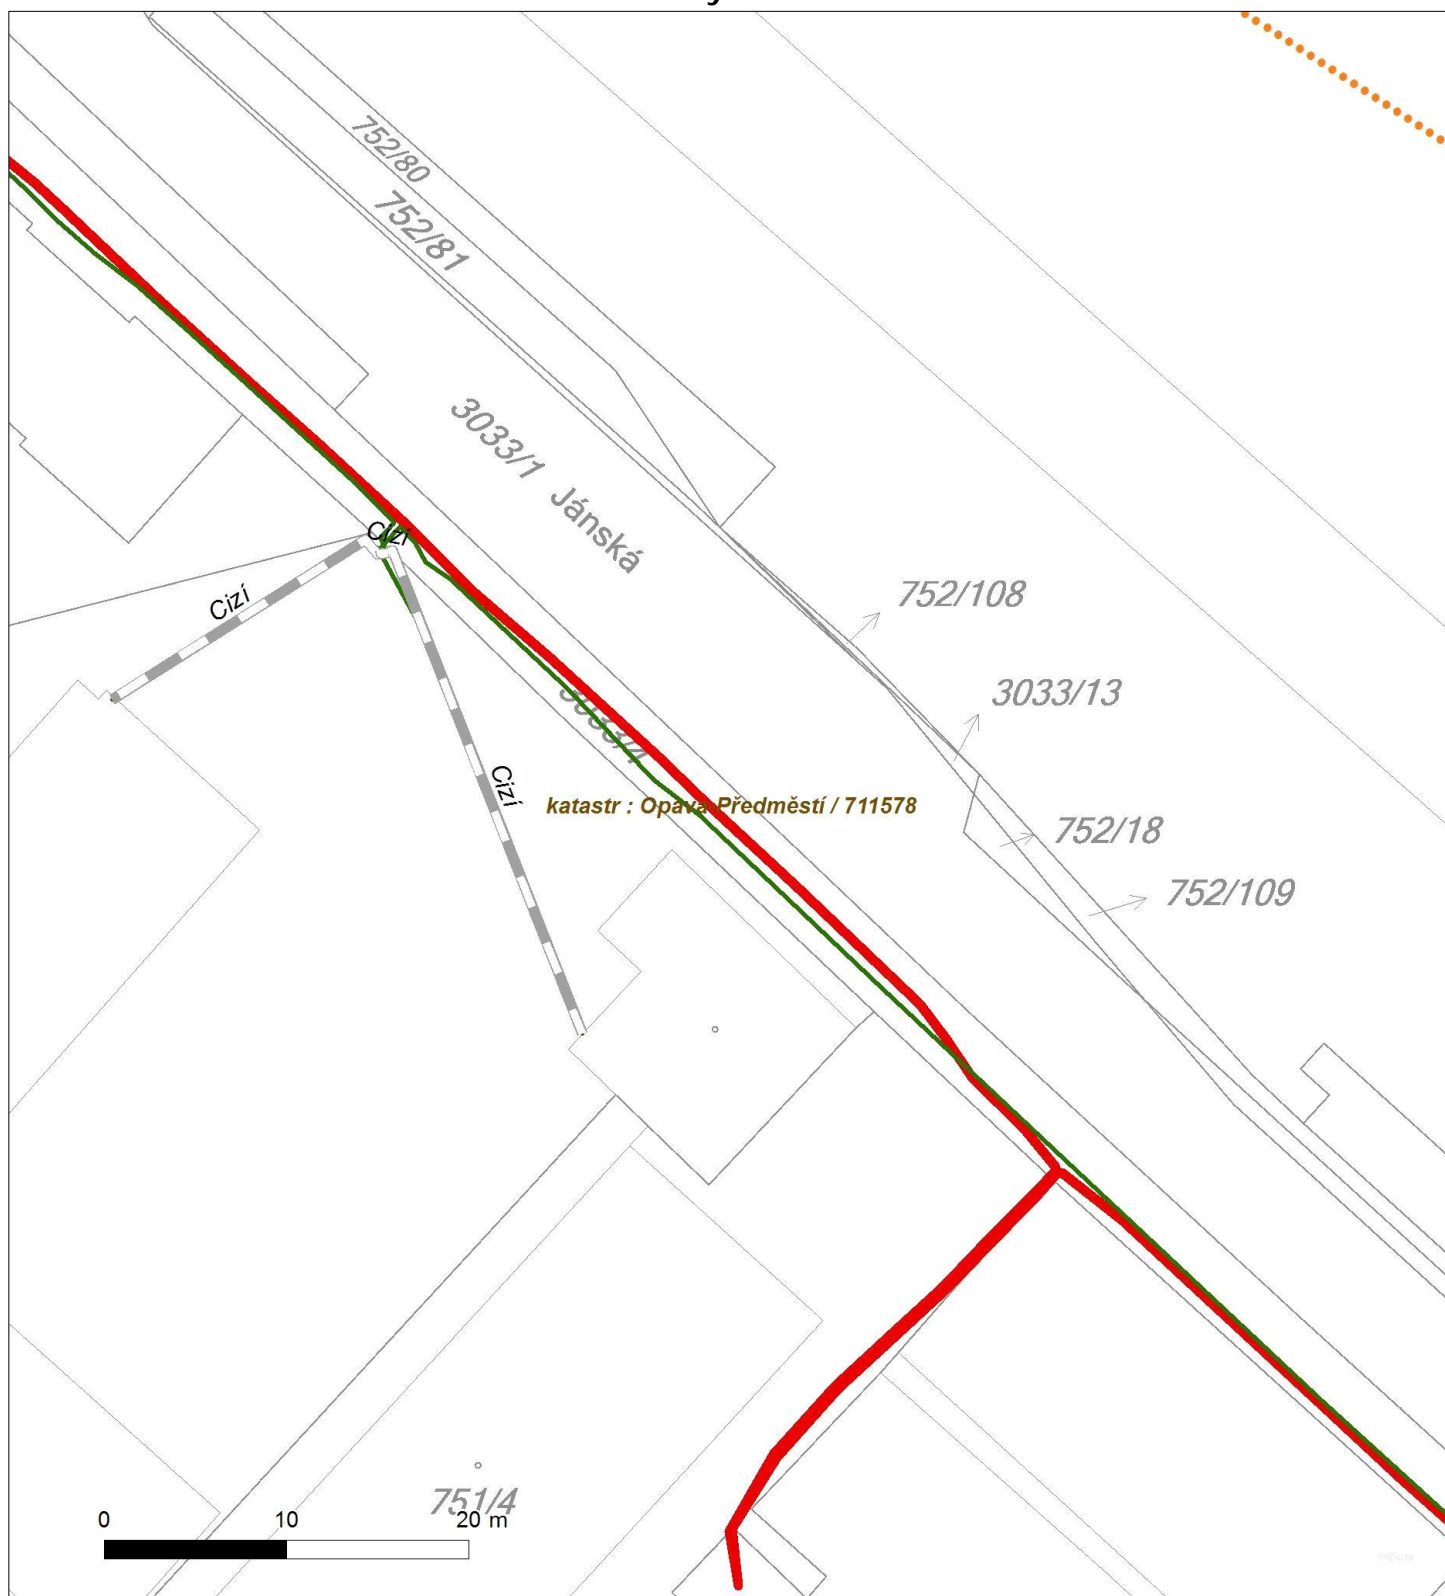 752/80
752/81
3033/1
Jánská
Cizí
Cizí
752/108
3033/13
Cizí
katastr : Opava-Předměstí / 711578
752/18
752/109
751/4
0 10 20 m